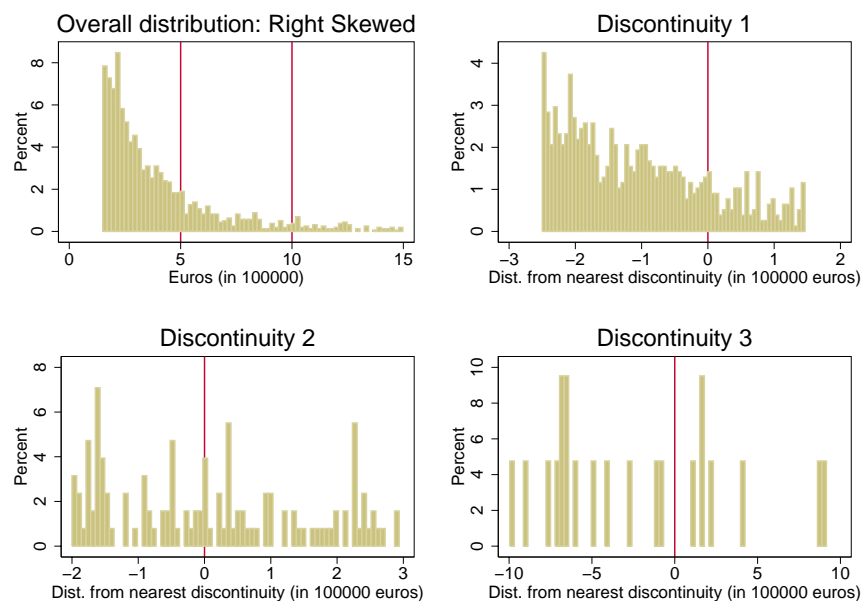 Overall distribution: Right Skewed
Percent
0 2 4 6 8
0 5 10 15
Euros (in 100000)
Discontinuity 1
Percent
0 1 2 3 4
−3 −2 −1 0 1 2
Dist. from nearest discontinuity (in 100000 euros)
Discontinuity 2
Percent
0 2 4 6 8
−2 −1 0 1 2 3
Dist. from nearest discontinuity (in 100000 euros)
Discontinuity 3
Percent
0 2 4 6 8 10
−10 −5 0 5 10
Dist. from nearest discontinuity (in 100000 euros)